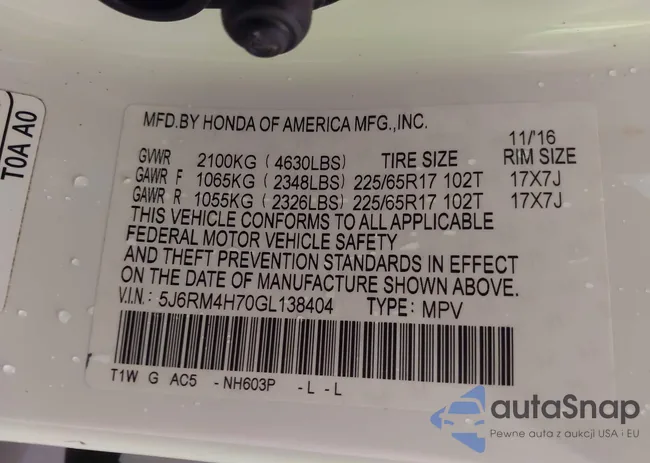 T0A A0
MFD.BY HONDA OF AMERICA MFG.,INC.
11/'16
GVWR 2100KG (4630LBS) TIRE SIZE RIM SIZE
GAWR F 1065KG (2348LBS) 225/65R17 102T 17X7J
GAWR R 1055KG (2326LBS) 225/65R17 102T 17X7J
THIS VEHICLE CONFORMS TO ALL APPLICABLE
FEDERAL MOTOR VEHICLE SAFETY
AND THEFT PREVENTION STANDARDS IN EFFECT
ON THE DATE OF MANUFACTURE SHOWN ABOVE.
V.I.N: 5J6RM4H70GL138404 TYPE: MPV
T1W G AC5 -NH603P -L -L
autaSnap
Pewne auta z aukcji USA i EU